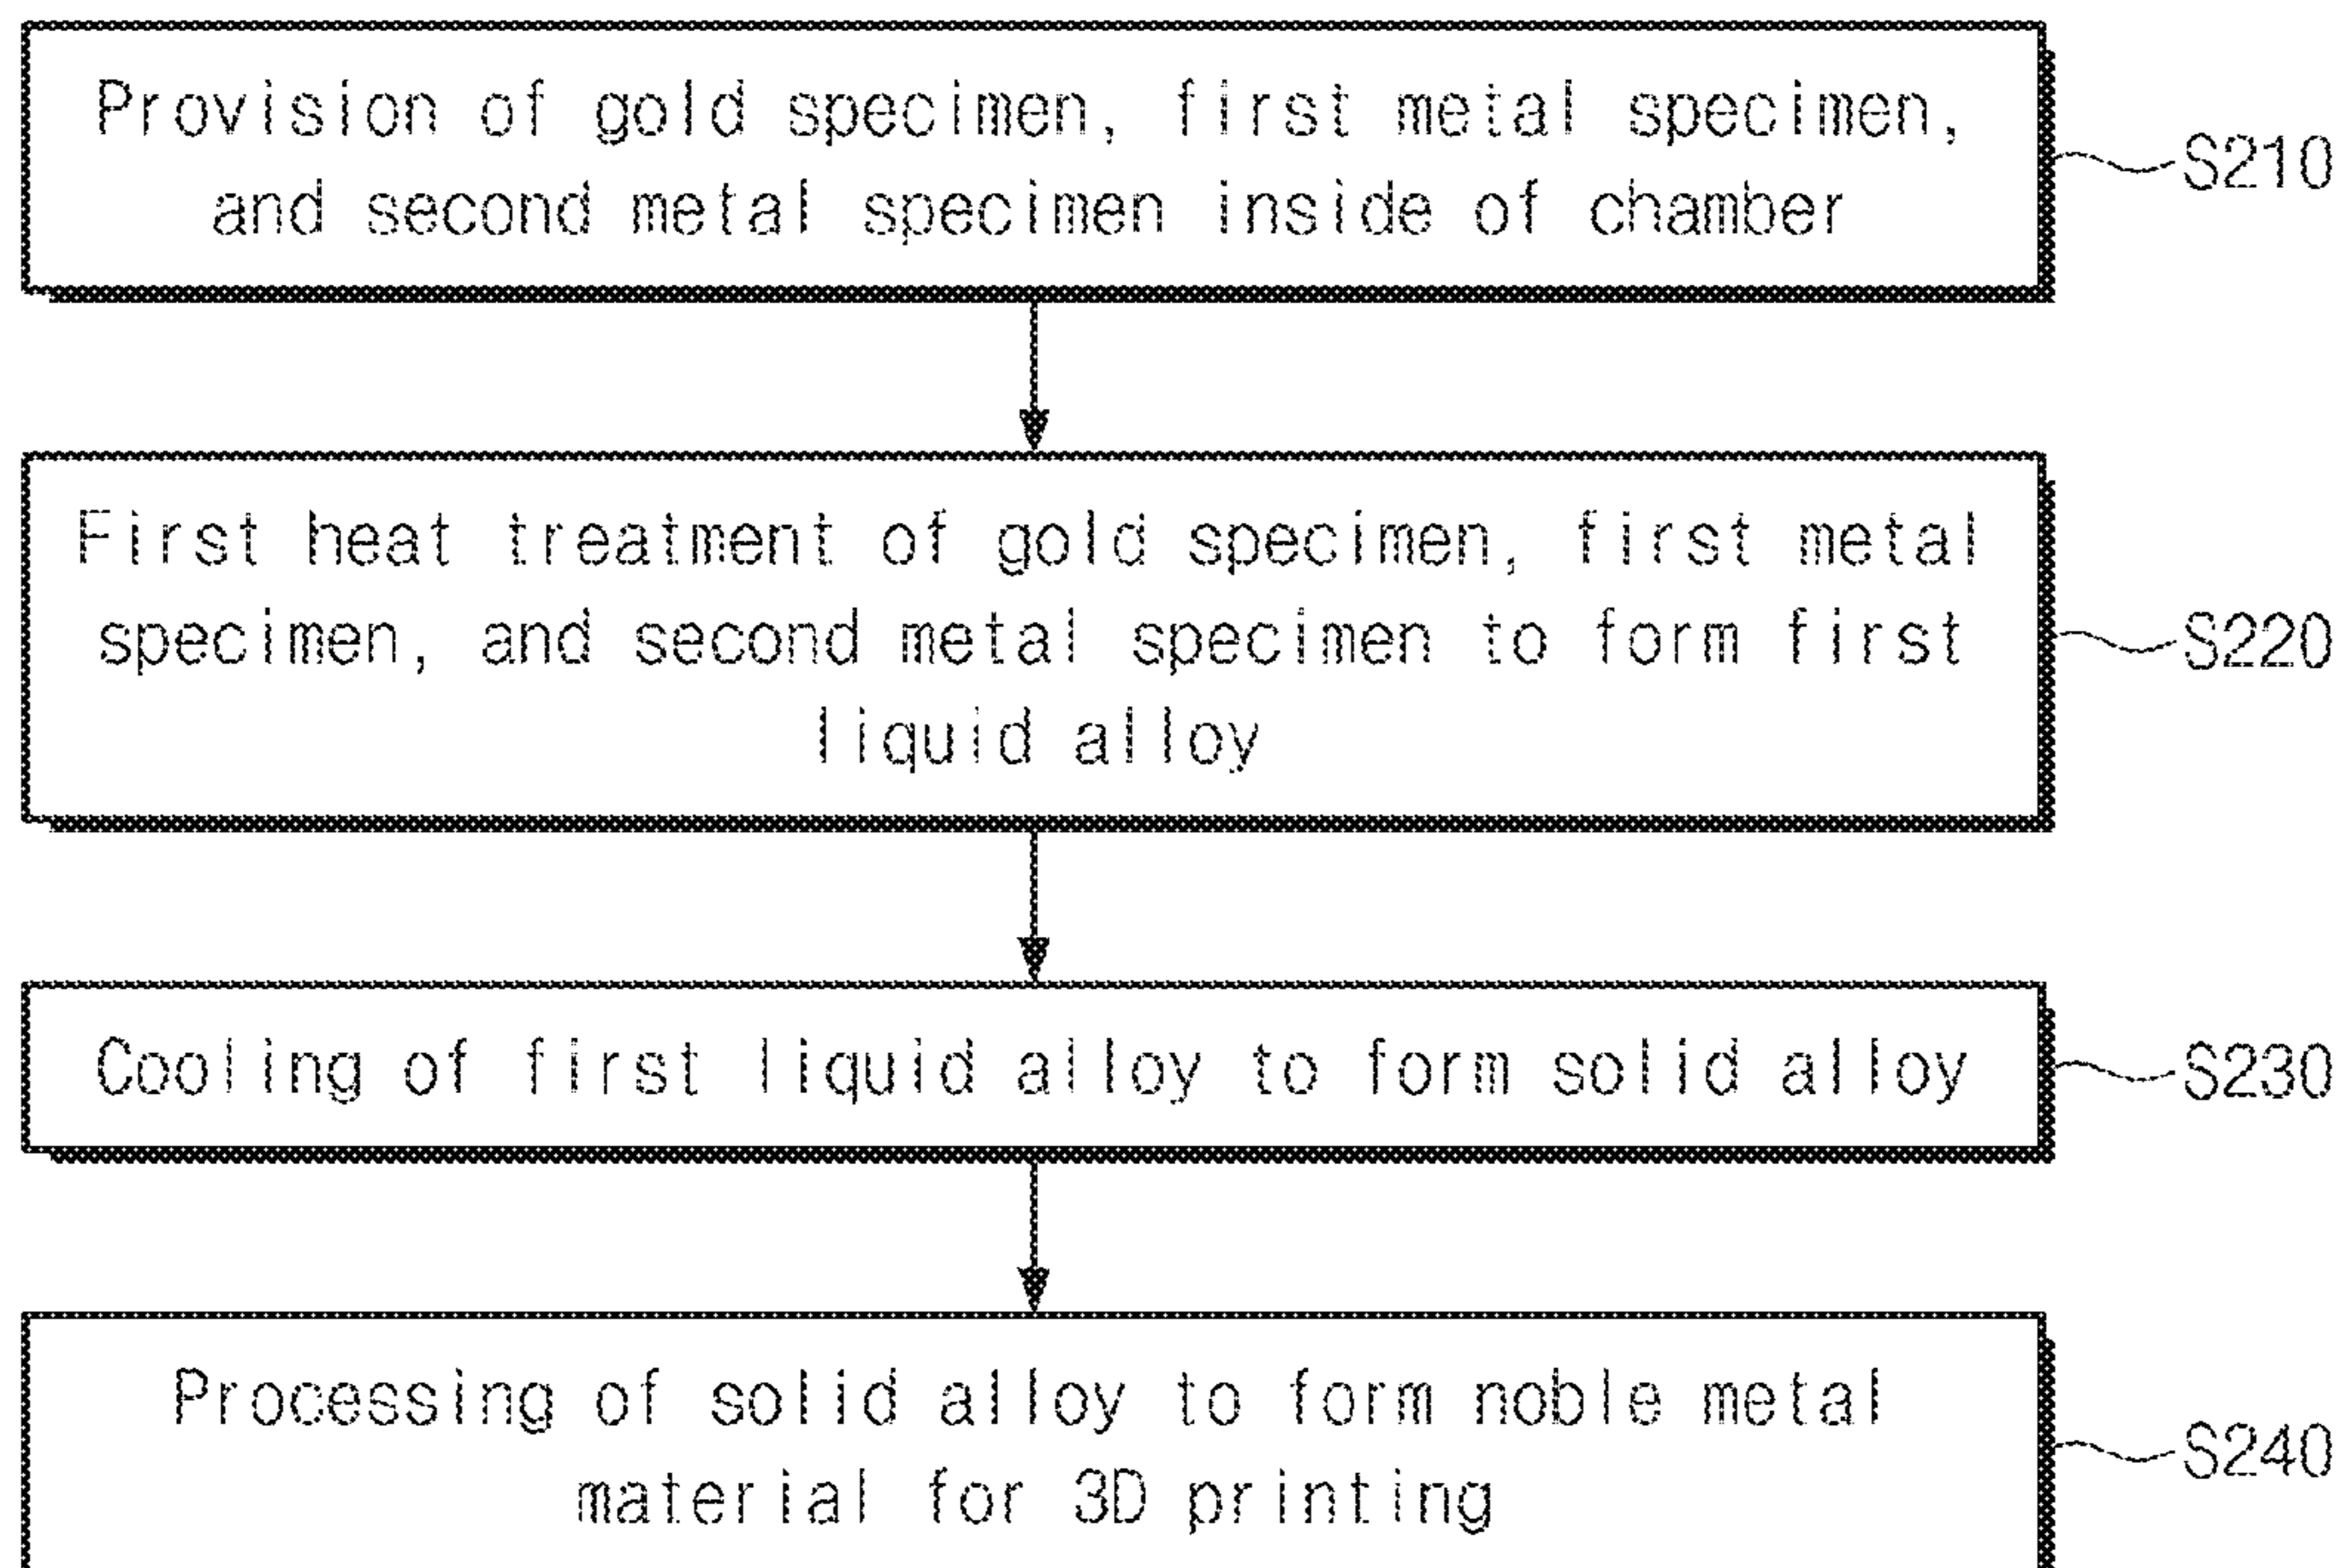 Provision of gold specimen, first metal specimen,
and second metal specimen inside of chamber
S210
First heat treatment of gold specimen, first metal
specimen, and second metal specimen to form first
liquid alloy
S220
Cooling of first liquid alloy to form solid alloy
S230
Processing of solid alloy to form noble metal
material for 3D printing
S240